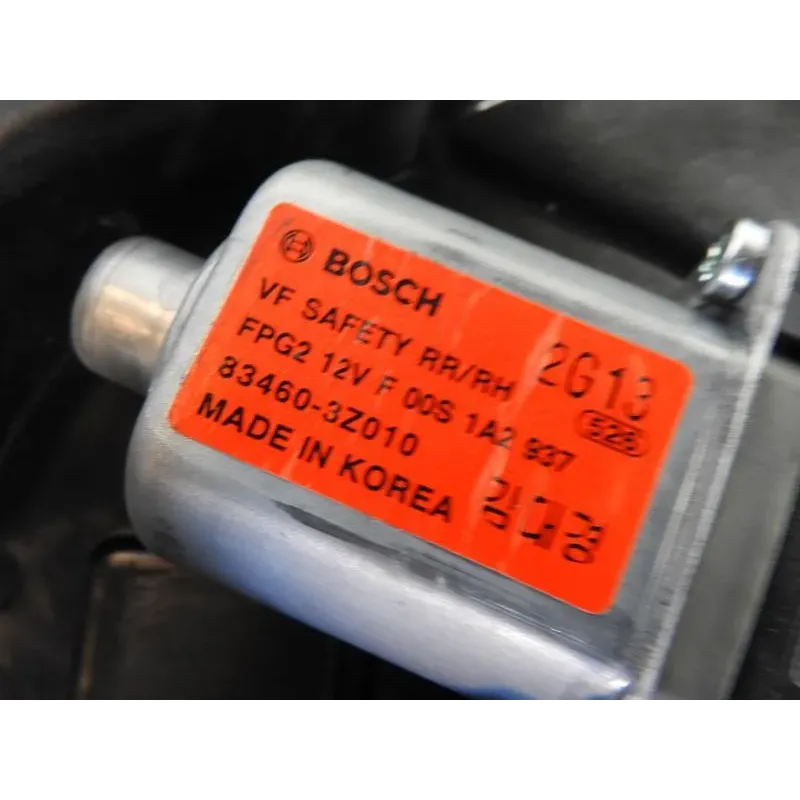 BOSCH
VF SAFETY RR/RH 2G13
FPG2 12V F 00S 1A2 937 528
83460-3Z010
MADE IN KOREA